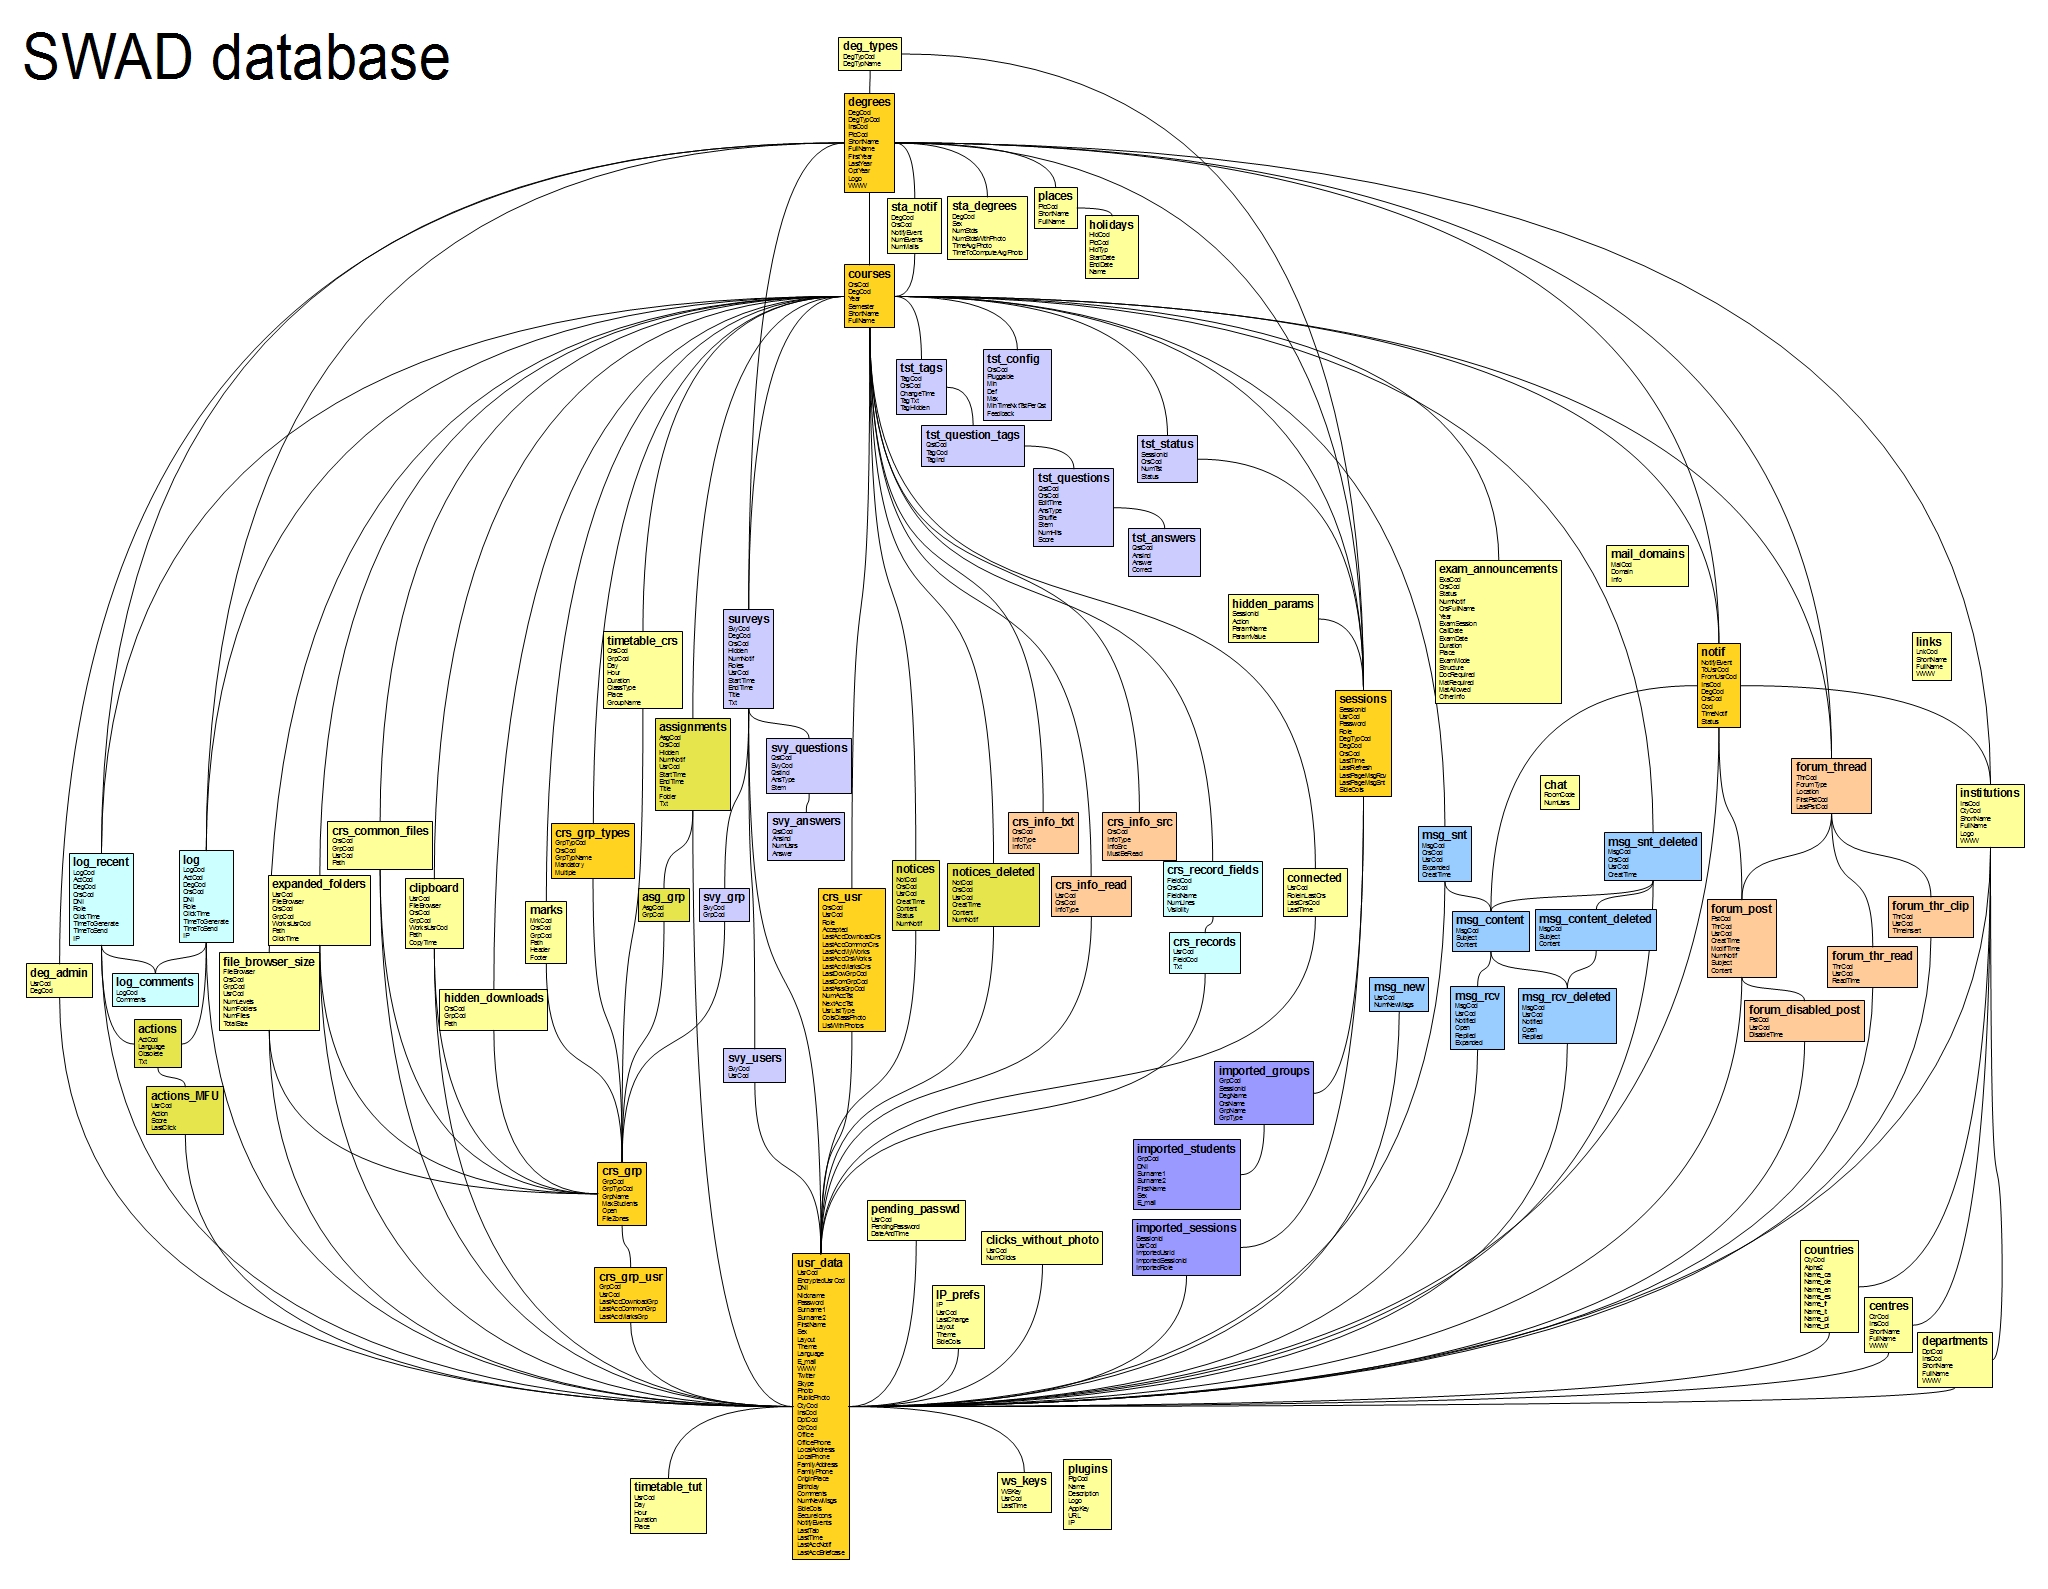 SWAD database
deg_types
DegTypCod
DegTypName
degrees
DegCod
DegTypCod
InsCod
PlcCod
ShortName
FullName
FirstYear
LastYear
OptYear
Logo
WWW
sta_notif
DegCod
CrsCod
NotifyEvent
NumEvents
NumMails
sta_degrees
DegCod
Sex
NumStds
NumStdsWithPhoto
TimeAvgPhoto
TimeToComputeAvgPhoto
places
PlcCod
ShortName
FullName
holidays
HldCod
PlcCod
HldTyp
StartDate
EndDate
Name
courses
CrsCod
DegCod
Year
Semester
ShortName
FullName
tst_tags
TagCod
CrsCod
ChangeTime
TagTxt
TagHidden
tst_config
CrsCod
Pluggable
Min
Def
Max
MinTimeNxtTstPerQst
Feedback
tst_question_tags
QstCod
TagCod
TagInd
tst_status
SessionId
CrsCod
NumTst
Status
tst_questions
QstCod
CrsCod
EditTime
AnsType
Shuffle
Stem
NumHits
Score
tst_answers
QstCod
AnsInd
Answer
Correct
exam_announcements
ExaCod
CrsCod
Status
NumNotif
CrsFullName
Year
ExamSession
CallDate
ExamDate
Duration
Place
ExamMode
Structure
DocRequired
MatRequired
MatAllowed
OtherInfo
mail_domains
MaiCod
Domain
Info
hidden_params
SessionId
Action
ParamName
ParamValue
links
LnkCod
ShortName
FullName
WWW
timetable_crs
CrsCod
GrpCod
Day
Hour
Duration
ClassType
Place
GroupName
surveys
SvyCod
DegCod
CrsCod
Hidden
NumNotif
Roles
UsrCod
StartTime
EndTime
Title
Txt
notif
NotifyEvent
ToUsrCod
FromUsrCod
InsCod
DegCod
CrsCod
Cod
TimeNotif
Status
sessions
SessionId
UsrCod
Password
Role
DegTypCod
DegCod
CrsCod
LastTime
LastRefresh
LastPageMsgRcv
LastPageMsgSnt
SideCols
assignments
AsgCod
CrsCod
Hidden
NumNotif
UsrCod
StartTime
EndTime
Title
Folder
Txt
svy_questions
QstCod
SvyCod
QstInd
AnsType
Stem
svy_answers
QstCod
AnsInd
NumUsrs
Answer
forum_thread
ThrCod
ForumType
Location
FirstPstCod
LastPstCod
chat
RoomCode
NumUsrs
institutions
InsCod
CtyCod
ShortName
FullName
Logo
WWW
crs_common_files
CrsCod
GrpCod
UsrCod
Path
crs_grp_types
GrpTypCod
CrsCod
GrpTypName
Mandatory
Multiple
crs_info_txt
CrsCod
InfoType
InfoTxt
crs_info_src
CrsCod
InfoType
InfoSrc
MustBeRead
msg_snt
MsgCod
CrsCod
UsrCod
Expanded
CreatTime
msg_snt_deleted
MsgCod
CrsCod
UsrCod
CreatTime
log_recent
LogCod
ActCod
DegCod
CrsCod
DNI
Role
ClickTime
TimeToGenerate
TimeToSend
IP
log
LogCod
ActCod
DegCod
CrsCod
DNI
Role
ClickTime
TimeToGenerate
TimeToSend
IP
expanded_folders
UsrCod
FileBrowser
CrsCod
GrpCod
WorksUsrCod
Path
ClickTime
clipboard
UsrCod
FileBrowser
CrsCod
GrpCod
WorksUsrCod
Path
CopyTime
marks
MrkCod
CrsCod
GrpCod
Path
Header
Footer
asg_grp
AsgCod
GrpCod
svy_grp
SvyCod
GrpCod
crs_usr
CrsCod
UsrCod
Role
Accepted
LastAccDownloadCrs
LastAccCommonCrs
LastAccMyWorks
LastAccCrsWorks
LastAccMarksCrs
LastDowGrpCod
LastComGrpCod
LastAssGrpCod
NumAccTst
NextAccTst
UsrListType
ColsClassPhoto
ListWithPhotos
notices
NotCod
CrsCod
UsrCod
CreatTime
Content
Status
NumNotif
notices_deleted
NotCod
CrsCod
UsrCod
CreatTime
Content
NumNotif
crs_info_read
UsrCod
CrsCod
InfoType
crs_record_fields
FieldCod
CrsCod
FieldName
NumLines
Visibility
connected
UsrCod
RoleInLastCrs
LastCrsCod
LastTime
crs_records
UsrCod
FieldCod
Txt
msg_content
MsgCod
Subject
Content
msg_content_deleted
MsgCod
Subject
Content
forum_post
PstCod
ThrCod
UsrCod
CreatTime
ModifTime
NumNotif
Subject
Content
forum_thr_clip
ThrCod
UsrCod
TimeInsert
forum_thr_read
ThrCod
UsrCod
ReadTime
deg_admin
UsrCod
DegCod
log_comments
LogCod
Comments
file_browser_size
FileBrowser
CrsCod
GrpCod
UsrCod
NumLevels
NumFolders
NumFiles
TotalSize
hidden_downloads
CrsCod
GrpCod
Path
msg_new
UsrCod
NumNewMsgs
msg_rcv
MsgCod
UsrCod
Notified
Open
Replied
Expanded
msg_rcv_deleted
MsgCod
UsrCod
Notified
Open
Replied
forum_disabled_post
PstCod
UsrCod
DisableTime
actions
ActCod
Language
Obsolete
Txt
actions_MFU
UsrCod
Action
Score
LastClick
svy_users
SvyCod
UsrCod
imported_groups
GrpCod
SessionId
DegName
CrsName
GrpName
GrpType
imported_students
GrpCod
DNI
Surname1
Surname2
FirstName
Sex
E_mail
imported_sessions
SessionId
UsrCod
ImportedUsrId
ImportedSessionId
ImportedRole
crs_grp
GrpCod
GrpTypCod
GrpName
MaxStudents
Open
FileZones
crs_grp_usr
GrpCod
UsrCod
LastAccDownloadGrp
LastAccCommonGrp
LastAccMarksGrp
pending_passwd
UsrCod
PendingPassword
DateAndTime
clicks_without_photo
UsrCod
NumClicks
IP_prefs
IP
UsrCod
LastChange
Layout
Theme
SideCols
usr_data
UsrCod
EncryptedUsrCod
DNI
Nickname
Password
Surname1
Surname2
FirstName
Sex
Layout
Theme
Language
E_mail
WWW
Twitter
Skype
Photo
PublicPhoto
CtyCod
InsCod
DptCod
CtrCod
Office
OfficePhone
LocalAddress
LocalPhone
FamilyAddress
FamilyPhone
OriginPlace
Birthday
Comments
NumNewMsgs
SideCols
SecureIcons
NotifyEvents
LastTab
LastTime
LastAccNotif
LastAccBriefcase
countries
CtyCod
Alpha2
Name_ca
Name_de
Name_en
Name_es
Name_fr
Name_it
Name_pl
Name_pt
centres
CtrCod
InsCod
ShortName
FullName
WWW
departments
DptCod
InsCod
ShortName
FullName
WWW
timetable_tut
UsrCod
Day
Hour
Duration
Place
ws_keys
WSKey
UsrCod
LastTime
plugins
PlgCod
Name
Description
Logo
AppKey
URL
IP